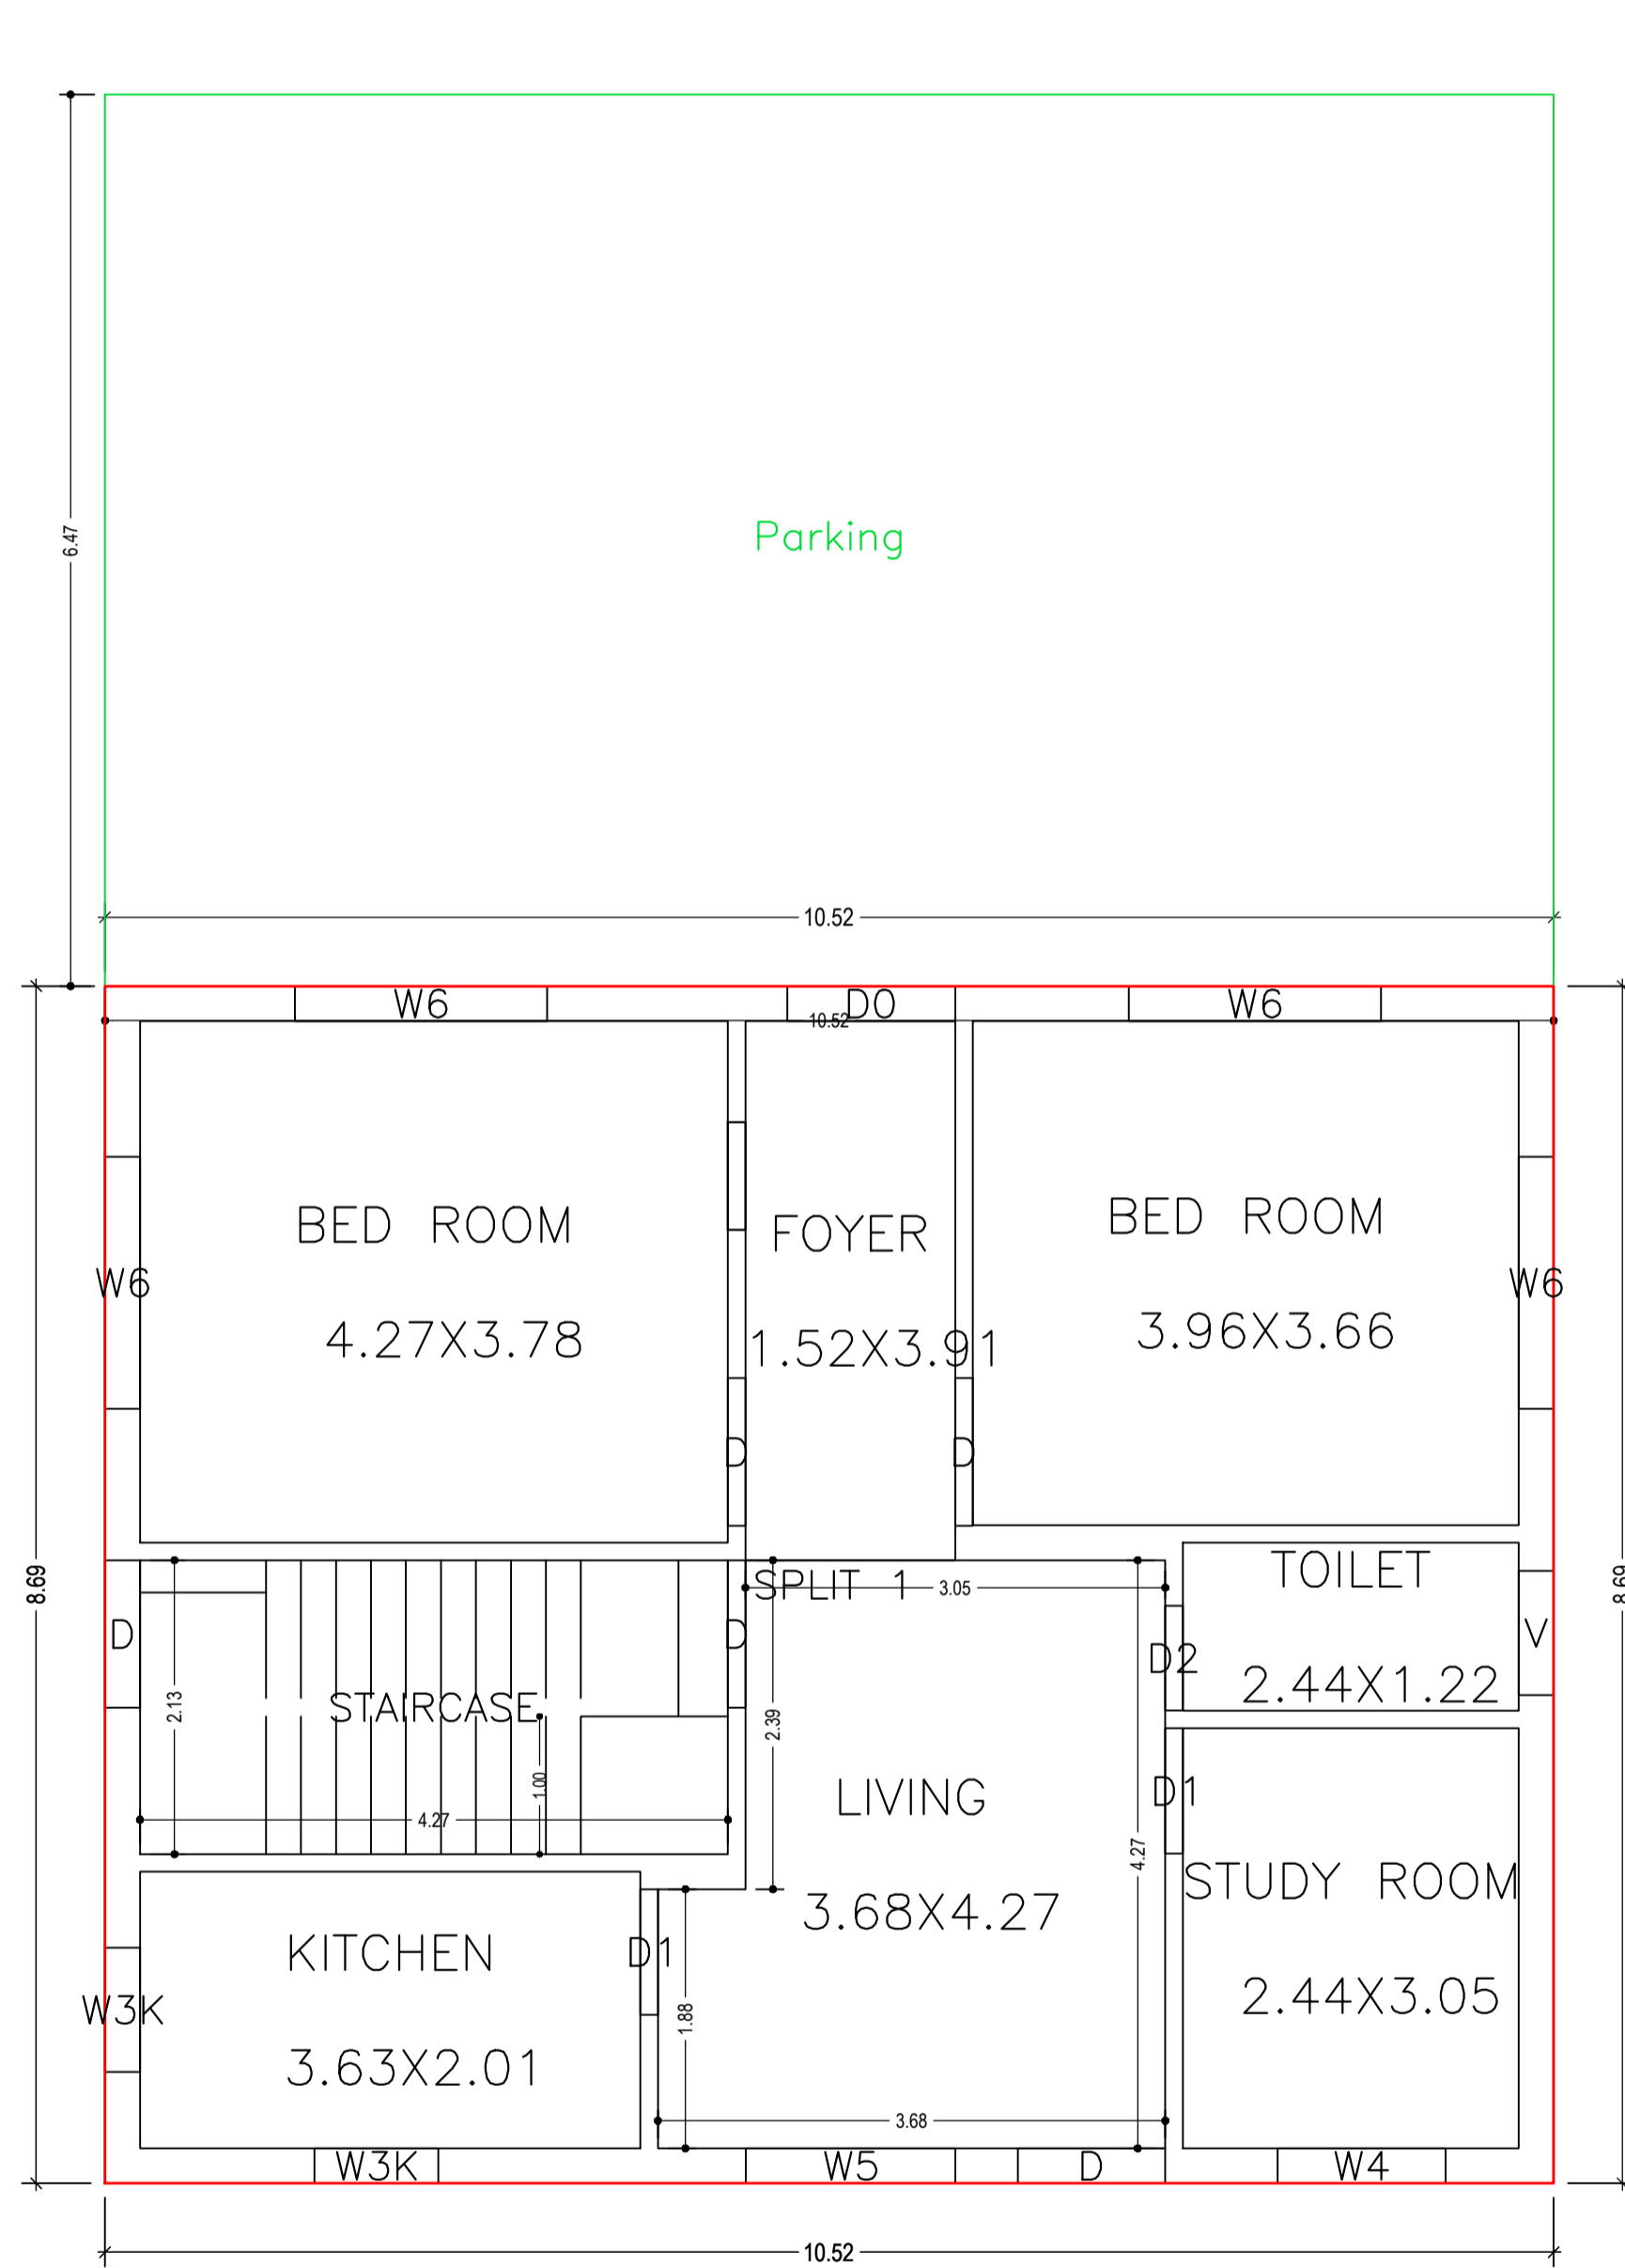 6.47
Parking
10.52
W6
D0
W6
10.52
BED ROOM
4.27X3.78
FOYER
1.52X3.91
BED ROOM
3.96X3.66
W6
W6
D
D
8.69
8.69
SPLIT 1
3.05
TOILET
2.44X1.22
D
D
D2
V
2.13
STAIRCASE
2.39
1.00
4.27
LIVING
3.68X4.27
4.27
D1
STUDY ROOM
2.44X3.05
KITCHEN
3.63X2.01
D1
W3K
1.88
3.68
W3K
W5
D
W4
10.52